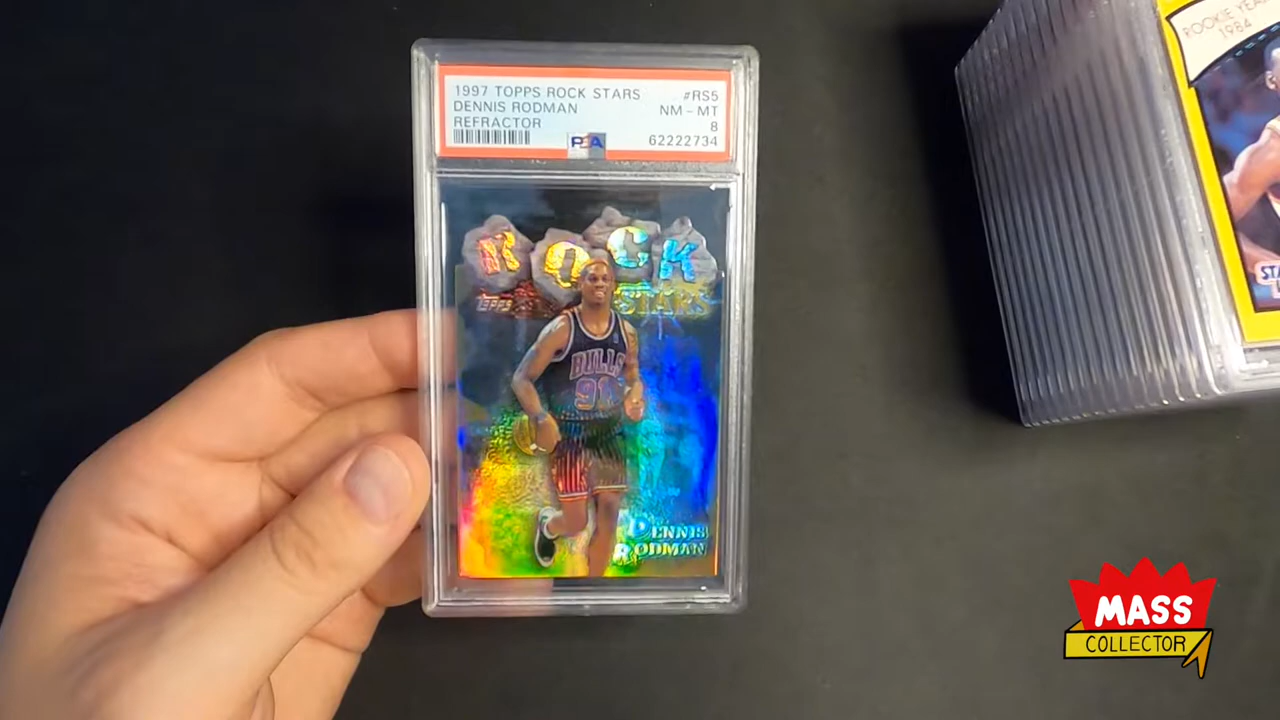 1997 TOPPS ROCK STARS #RS5
DENNIS RODMAN NM - MT
REFRACTOR 8
PSA 62222734
ROCK
TOPPS STARS
BULLS
91
DENNIS
RODMAN
ROOKIE YEAR
1984
MASS
COLLECTOR